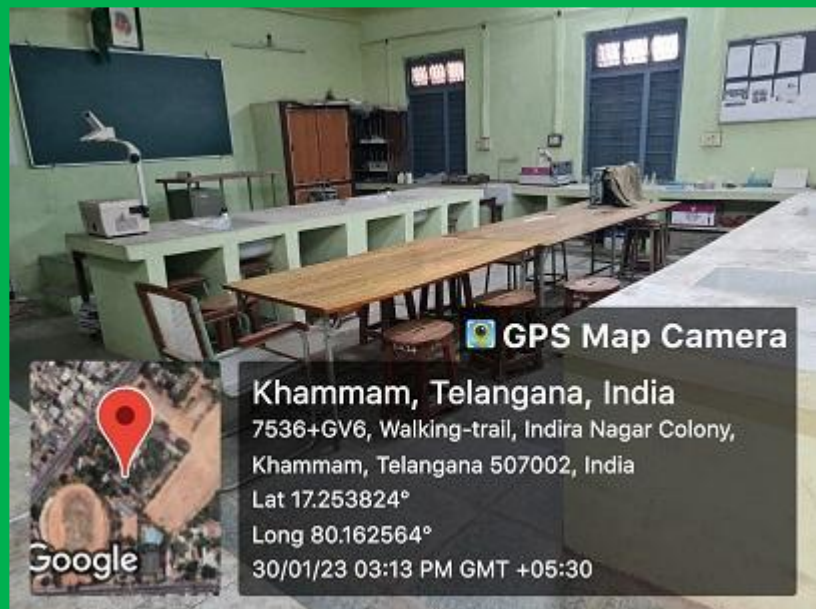 GPS Map Camera
Khammam, Telangana, India
7536+GV6, Walking-trail, Indira Nagar Colony,
Khammam, Telangana 507002, India
Lat 17.253824°
Long 80.162564°
30/01/23 03:13 PM GMT +05:30
Google